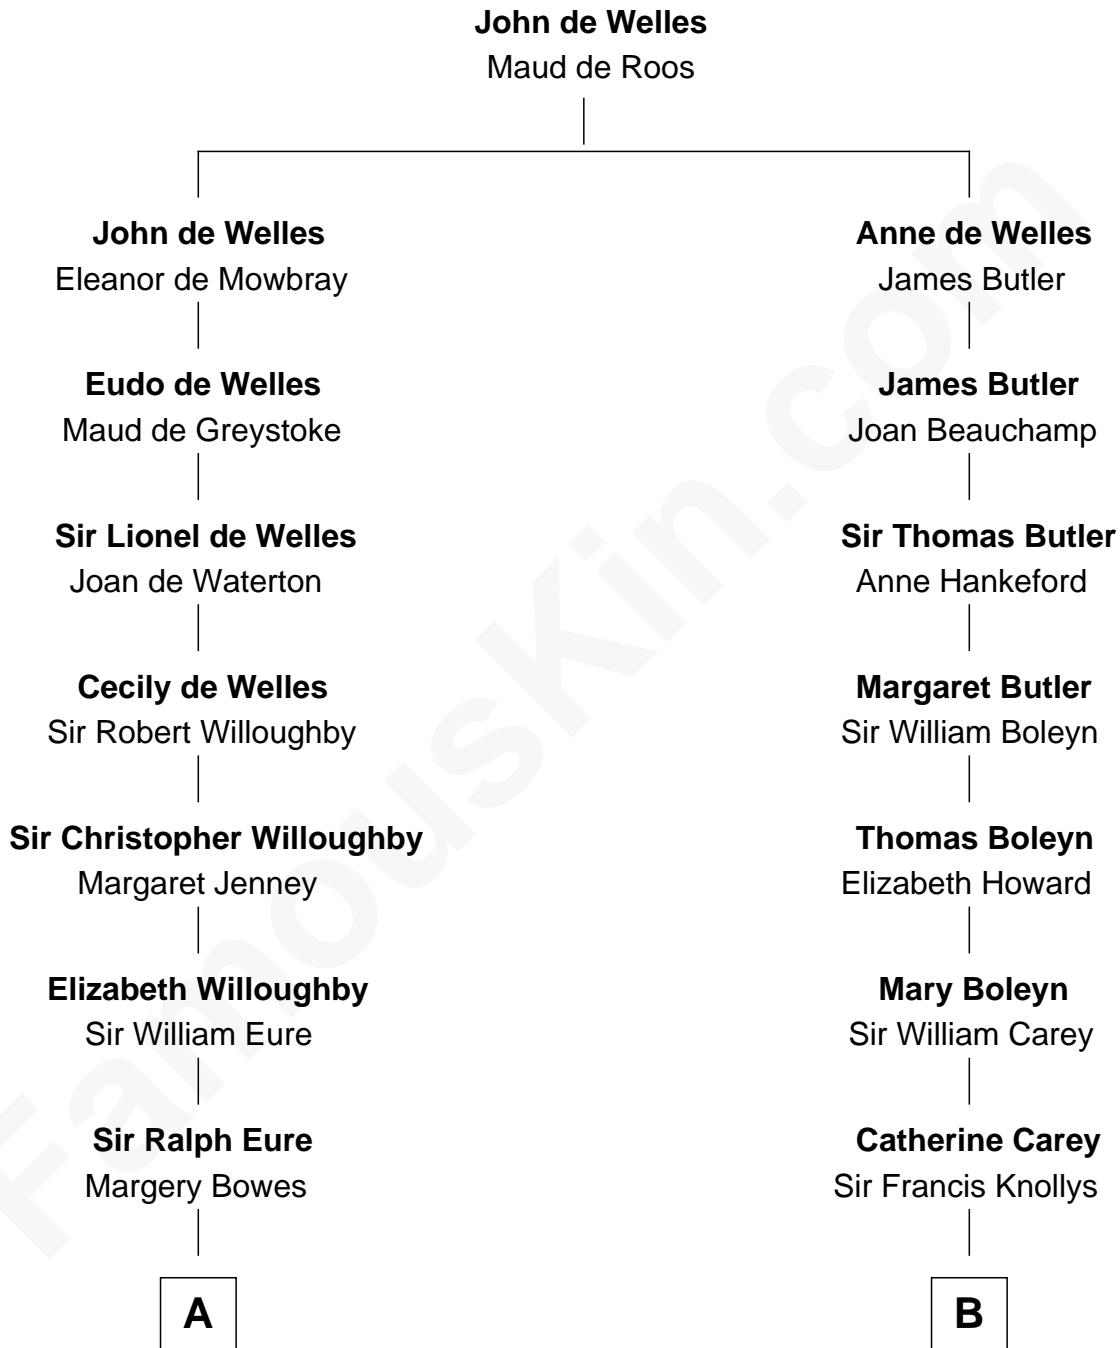 John de Welles
Maud de Roos
John de Welles
Eleanor de Mowbray
Anne de Welles
James Butler
Eudo de Welles
Maud de Greystoke
James Butler
Joan Beauchamp
Sir Lionel de Welles
Joan de Waterton
Sir Thomas Butler
Anne Hankeford
Cecily de Welles
Sir Robert Willoughby
Margaret Butler
Sir William Boleyn
Sir Christopher Willoughby
Margaret Jenney
Thomas Boleyn
Elizabeth Howard
Elizabeth Willoughby
Sir William Eure
Mary Boleyn
Sir William Carey
Sir Ralph Eure
Margery Bowes
Catherine Carey
Sir Francis Knollys
A
B
FamousKin.com